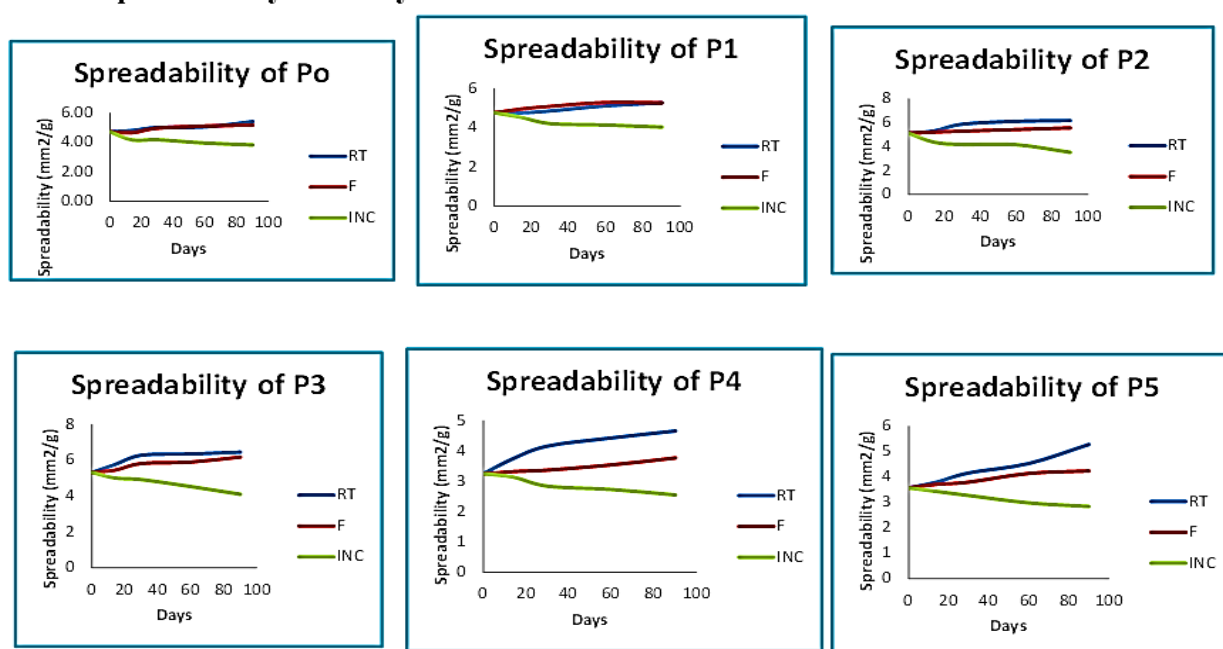 Spreadability of Po
6.00
4.00
2.00
0.00
Spreadability (mm2/g)
0 20 40 60 80 100
Days
RT
F
INC
Spreadability of P1
6
4
2
0
Spreadability (mm2/g)
0 20 40 60 80 100
Days
RT
F
INC
Spreadability of P2
8
6
4
2
0
Spreadability (mm2/g)
0 20 40 60 80 100
Days
RT
F
INC
Spreadability of P3
8
6
4
2
0
Spreadability (mm2/g)
0 20 40 60 80 100
Days
RT
F
INC
Spreadability of P4
5
4
3
2
1
0
Spreadability (mm2/g)
0 20 40 60 80 100
Days
RT
F
INC
Spreadability of P5
6
5
4
3
2
1
0
Spreadability (mm2/g)
0 20 40 60 80 100
Days
RT
F
INC